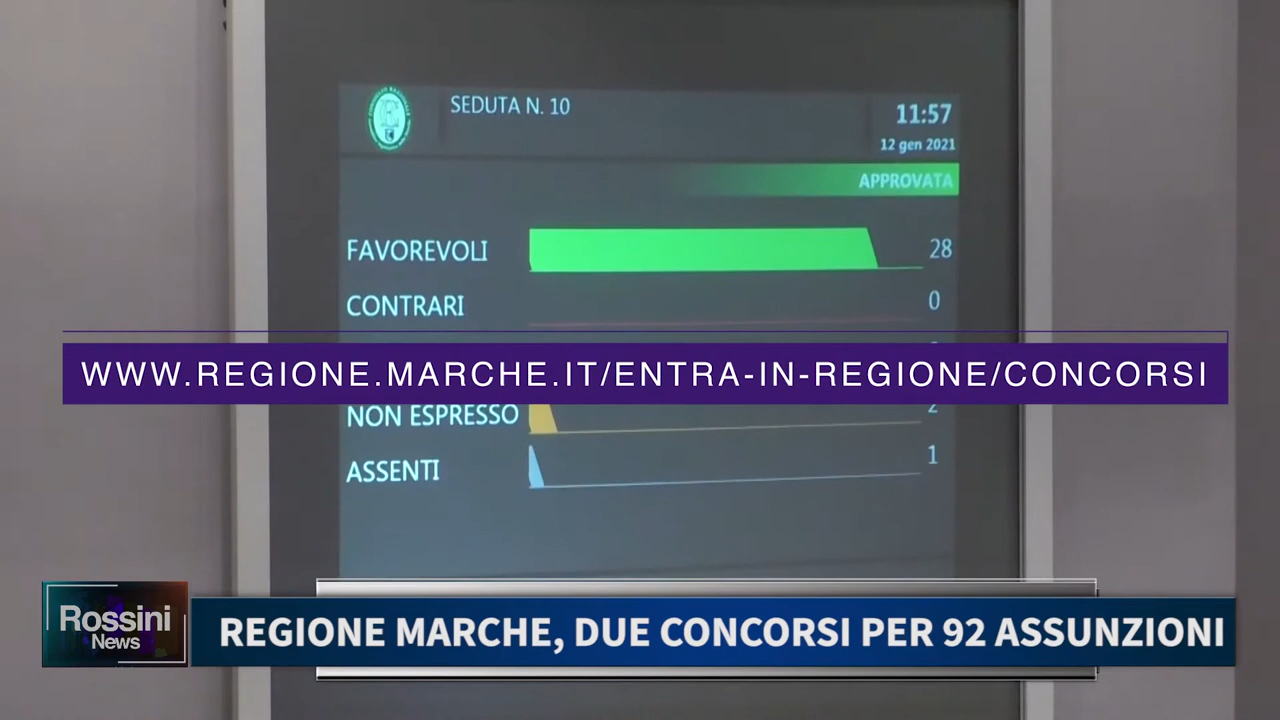 SEDUTA N. 10
11:57
12 gen 2021
APPROVATA
FAVOREVOLI 28
CONTRARI 0
WWW.REGIONE.MARCHE.IT/ENTRA-IN-REGIONE/CONCORSI
NON ESPRESSO 2
ASSENTI 1
Rossini
News
REGIONE MARCHE, DUE CONCORSI PER 92 ASSUNZIONI